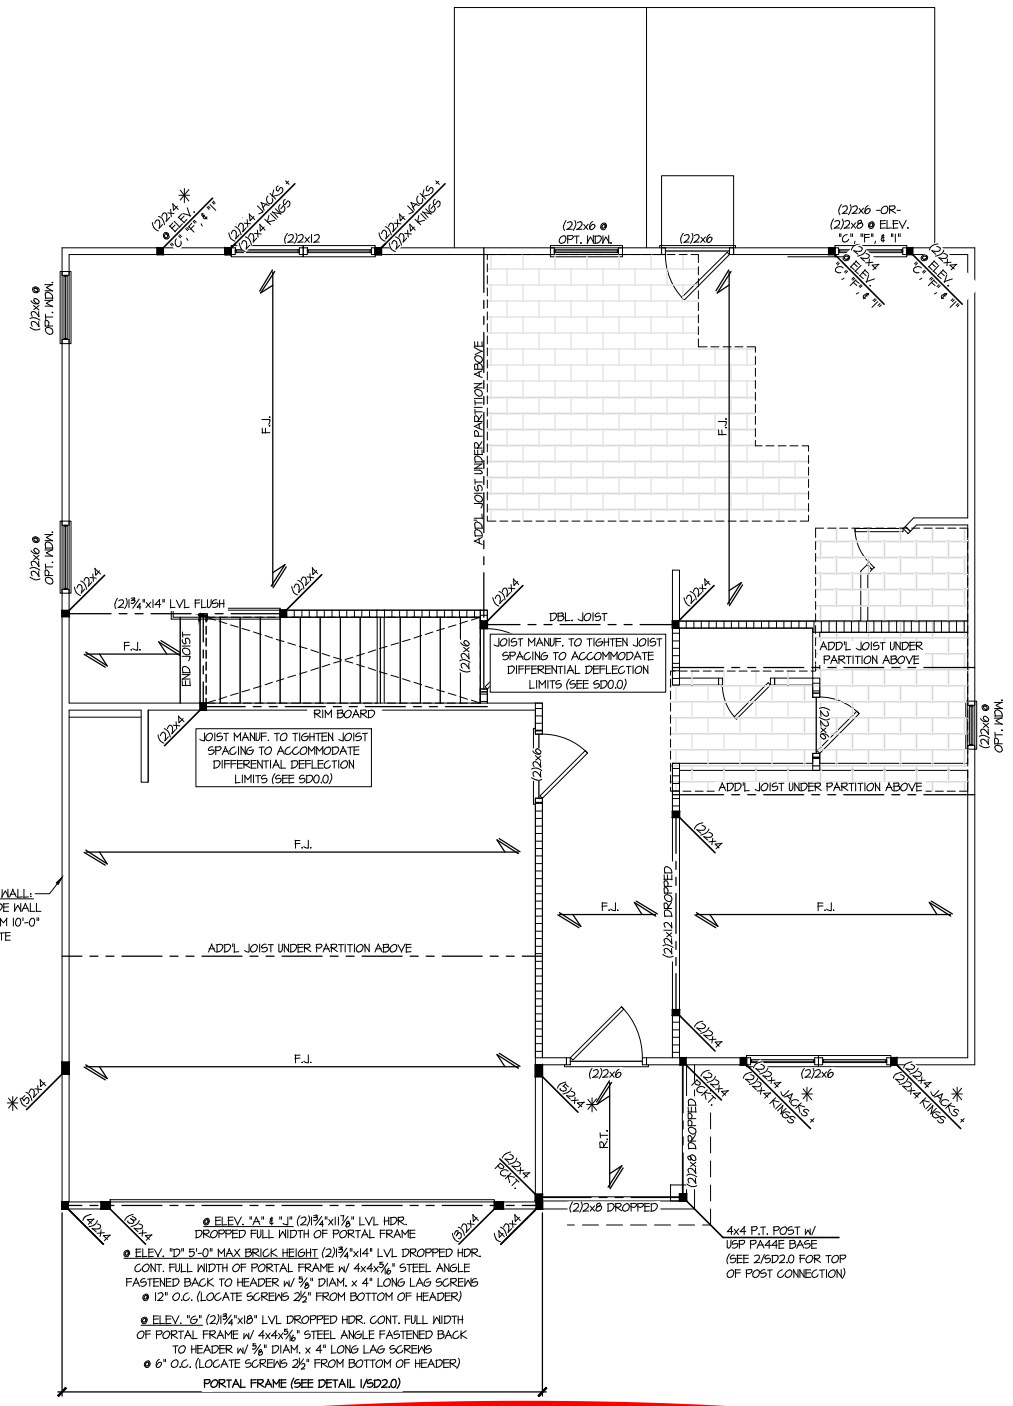 (2)2x4 *
@ ELEV.
"C", "F", & "I"
(2)2x4 JACKS +
(2)2x4 KINGS
(2)2x12
(2)2x4 JACKS +
(2)2x4 KINGS
(2)2x6 @
OPT. WDW.
(2)2x6
(2)2x6 -OR-
(2)2x8 @ ELEV.
"C", "F", & "I"
(2)2x4
@ ELEV.
"C", "F", & "I"
(2)2x4
@ ELEV.
"C", "F", & "I"
(2)2x6 @
OPT. WDW.
F.J.
ADD'L JOIST UNDER PARTITION ABOVE
F.J.
(2)2x6 @
OPT. WDW.
(2)2x4
(2)1¾"x14" LVL FLUSH
(2)2x4
(2)2x4
DBL. JOIST
(2)2x4
F.J.
END JOIST
(2)2x6
JOIST MANUF. TO TIGHTEN JOIST
SPACING TO ACCOMMODATE
DIFFERENTIAL DEFLECTION
LIMITS (SEE SD0.0)
ADD'L JOIST UNDER
PARTITION ABOVE
(2)2x4
RIM BOARD
(2)2x6
(2)2x6 @
OPT. WDW.
JOIST MANUF. TO TIGHTEN JOIST
SPACING TO ACCOMMODATE
DIFFERENTIAL DEFLECTION
LIMITS (SEE SD0.0)
(2)2x6
ADD'L JOIST UNDER PARTITION ABOVE
(2)2x4
F.J.
WALL:
DE WALL
M 10'-0"
TE
(2)2x12 DROPPED
F.J.
F.J.
ADD'L JOIST UNDER PARTITION ABOVE
(2)2x4
F.J.
*(5)2x4
(5)2x4 *
(2)2x6
(2)2x4
PCKT.
(2)2x4 JACKS +
(2)2x4 KINGS
*
(2)2x6
(2)2x4 JACKS +
(2)2x4 KINGS
*
R.T.
(2)2x8 DROPPED
(2)2x4
PCKT.
(2)2x8 DROPPED
(4)2x4
(3)2x4
(3)2x4
(4)2x4
@ ELEV. "A" & "J" (2)1¾"x11⅞" LVL HDR.
DROPPED FULL WIDTH OF PORTAL FRAME
@ ELEV. "D" 5'-0" MAX BRICK HEIGHT (2)1¾"x14" LVL DROPPED HDR.
CONT. FULL WIDTH OF PORTAL FRAME W/ 4x4x5/16" STEEL ANGLE
FASTENED BACK TO HEADER W/ ⅝" DIAM. x 4" LONG LAG SCREWS
@ 12" O.C. (LOCATE SCREWS 2½" FROM BOTTOM OF HEADER)
@ ELEV. "G" (2)1¾"x18" LVL DROPPED HDR. CONT. FULL WIDTH
OF PORTAL FRAME W/ 4x4x5/16" STEEL ANGLE FASTENED BACK
TO HEADER W/ ⅝" DIAM. x 4" LONG LAG SCREWS
@ 6" O.C. (LOCATE SCREWS 2½" FROM BOTTOM OF HEADER)
PORTAL FRAME (SEE DETAIL 1/SD2.0)
4x4 P.T. POST W/
USP PA44E BASE
(SEE 2/SD2.0 FOR TOP
OF POST CONNECTION)